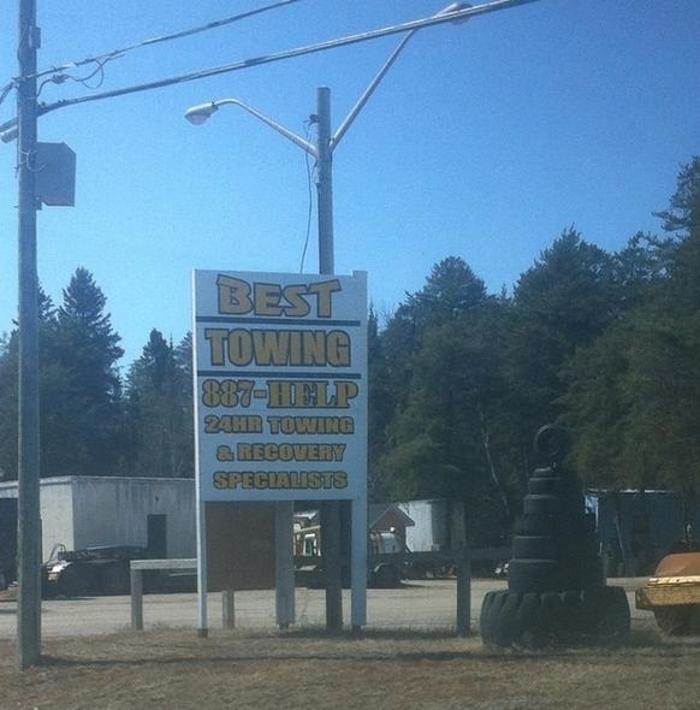 BEST
TOWING
887-HELP
24HR TOWING
& RECOVERY
SPECIALISTS